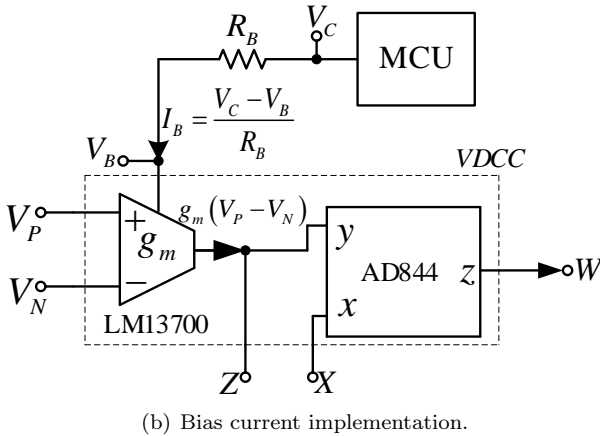 V_C
R_B
MCU
I_B = \frac{V_C - V_B}{R_B}
V_B
VDCC
V_P
+
g_m
g_m(V_P - V_N)
y
AD844
z
W
V_N
−
LM13700
x
Z
X
(b) Bias current implementation.